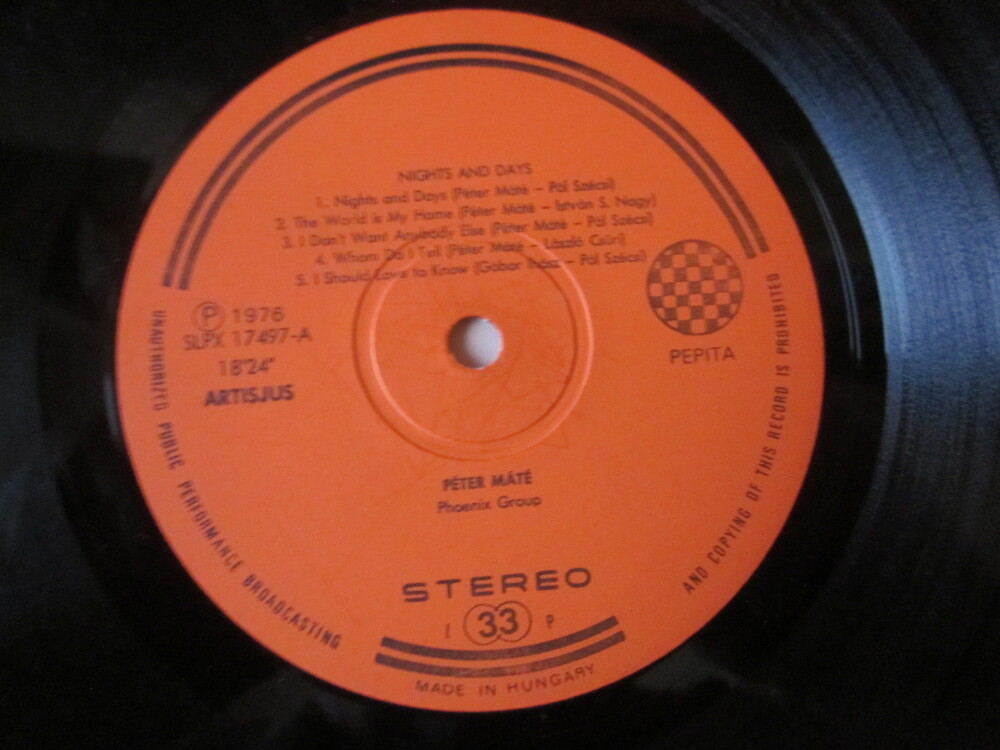 NIGHTS AND DAYS
1. Nights and Days (Péter Máté – Pál Szécsi)
2. The World is My Home (Péter Máté – István S. Nagy)
3. I Don't Want Anybody Else (Péter Máté – Pál Szécsi)
4. Whom Do I Tell (Péter Máté – László Csüri)
5. I Should Love to Know (Gábor – Pál Szécsi)
Ⓟ 1976
SLPX 17497-A
18'24"
ARTISJUS
PEPITA
PÉTER MÁTÉ
Phoenix Group
STEREO
L 33 P
MADE IN HUNGARY
UNAUTHORIZED PUBLIC PERFORMANCE BROADCASTING
AND COPYING OF THIS RECORD IS PROHIBITED